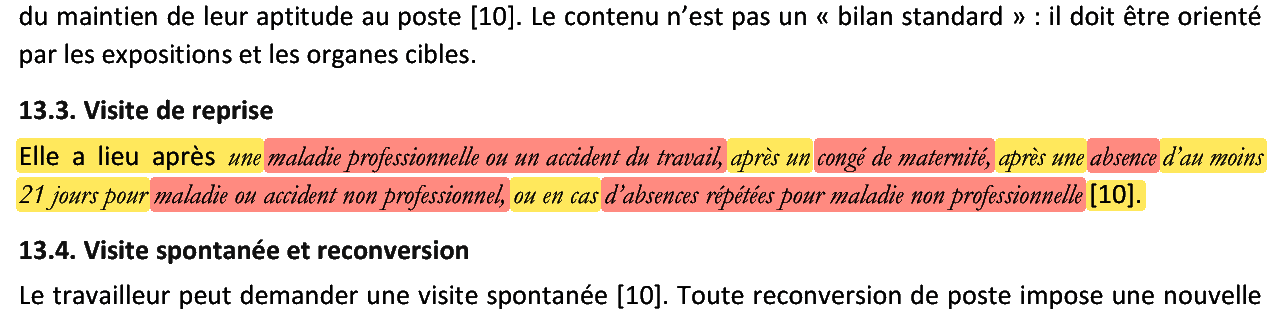 du maintien de leur aptitude au poste [10]. Le contenu n’est pas un « bilan standard » : il doit être orienté
par les expositions et les organes cibles.
13.3. Visite de reprise
Elle a lieu après une maladie professionnelle ou un accident du travail, après un congé de maternité, après une absence d’au moins
21 jours pour maladie ou accident non professionnel, ou en cas d’absences répétées pour maladie non professionnelle [10].
13.4. Visite spontanée et reconversion
Le travailleur peut demander une visite spontanée [10]. Toute reconversion de poste impose une nouvelle